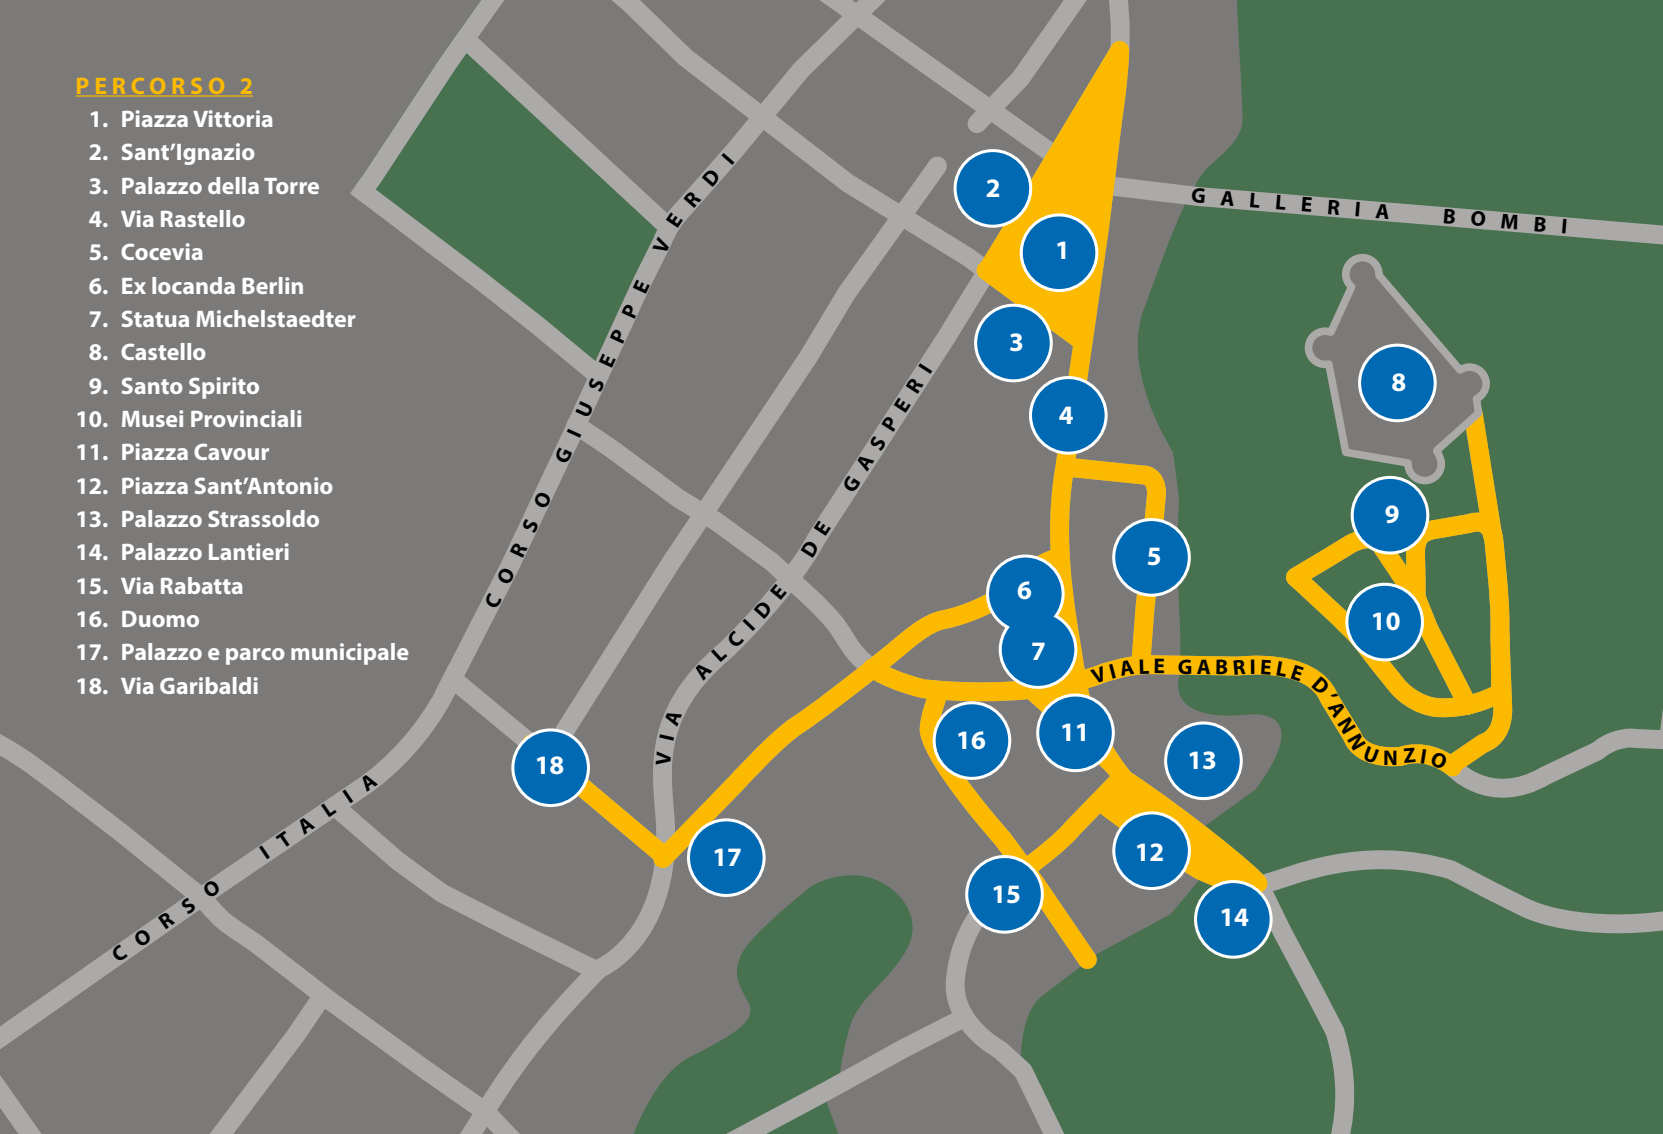 PERCORSO 2
1. Piazza Vittoria
2. Sant’Ignazio
3. Palazzo della Torre
4. Via Rastello
5. Cocevia
6. Ex locanda Berlin
7. Statua Michelstaedter
8. Castello
9. Santo Spirito
10. Musei Provinciali
11. Piazza Cavour
12. Piazza Sant’Antonio
13. Palazzo Strassoldo
14. Palazzo Lantieri
15. Via Rabatta
16. Duomo
17. Palazzo e parco municipale
18. Via Garibaldi
CORSO GIUSEPPE VERDI
GALLERIA BOMBI
VIA ALCIDE DE GASPERI
VIALE GABRIELE D’ANNUNZIO
CORSO ITALIA
2
1
3
4
8
9
5
6
10
7
11
16
13
18
12
17
15
14